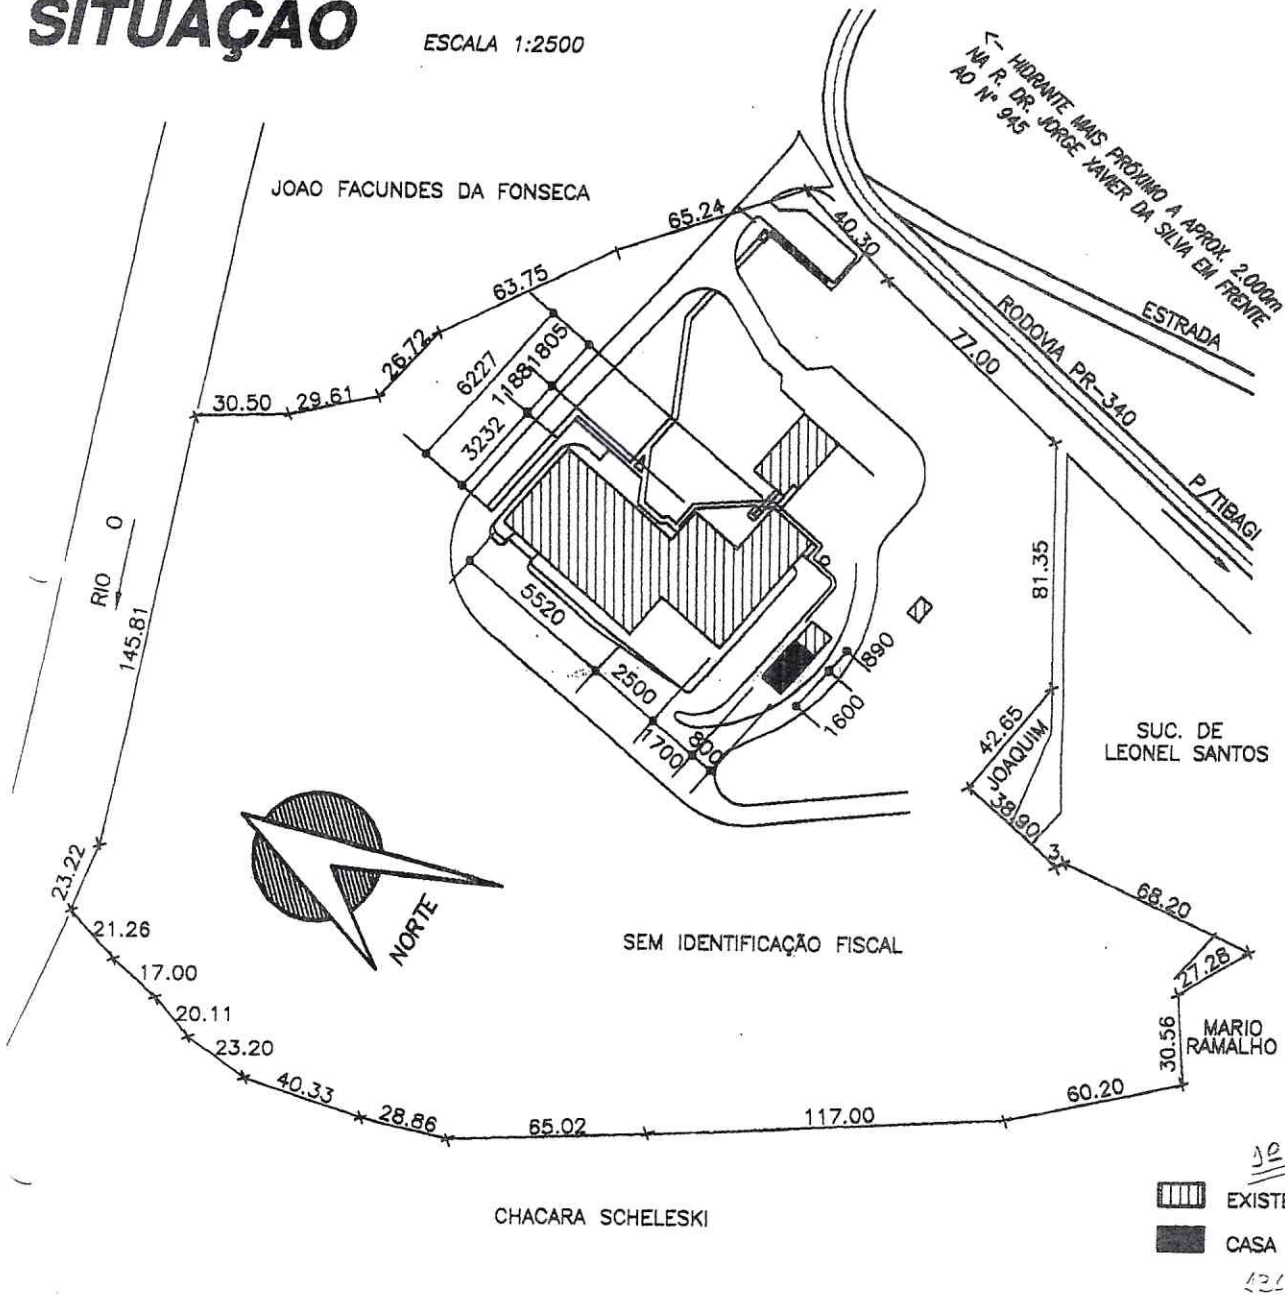 SITUAÇÃO
ESCALA 1:2500
<- HIDRANTE MAIS PRÓXIMO A APROX. 2.000m
NA R. DR. JORGE XAVIER DA SILVA EM FRENTE
AO Nº 945
JOAO FACUNDES DA FONSECA
65.24
40.30
63.75
ESTRADA
RODOVIA PR-340
77.00
26.72
1805
1188
6227
30.50
29.61
3232
P/TIBAGI
RIO
O
81.35
145.81
5520
2500
1890
1600
1700
800
42.65
JOAQUIM
SUC. DE
LEONEL SANTOS
38.90
3
23.22
68.20
NORTE
21.26
SEM IDENTIFICAÇÃO FISCAL
27.28
17.00
20.11
MARIO
RAMALHO
30.56
23.20
40.33
60.20
28.86
65.02
117.00
CHACARA SCHELESKI
EXISTE
CASA